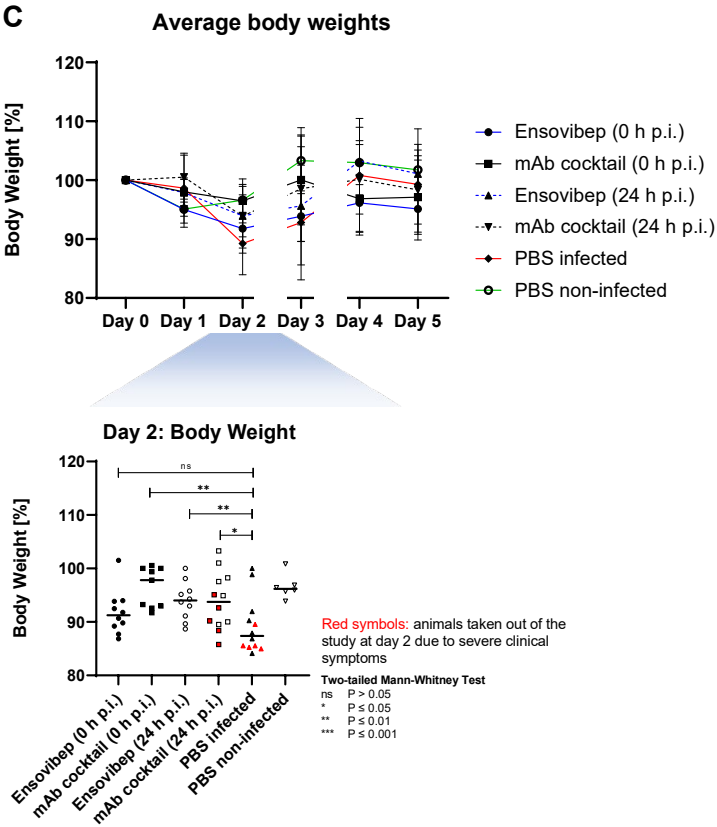 C
Average body weights
Body Weight [%]
120
110
100
90
80
Day 0 Day 1 Day 2 Day 3 Day 4 Day 5
Ensovibep (0 h p.i.)
mAb cocktail (0 h p.i.)
Ensovibep (24 h p.i.)
mAb cocktail (24 h p.i.)
PBS infected
PBS non-infected
Day 2: Body Weight
Body Weight [%]
120
110
100
90
80
ns
**
**
*
Ensovibep (0 h p.i.)
mAb cocktail (0 h p.i.)
Ensovibep (24 h p.i.)
mAb cocktail (24 h p.i.)
PBS infected
PBS non-infected
Red symbols: animals taken out of the
study at day 2 due to severe clinical
symptoms
Two-tailed Mann-Whitney Test
ns P > 0.05
* P ≤ 0.05
** P ≤ 0.01
*** P ≤ 0.001